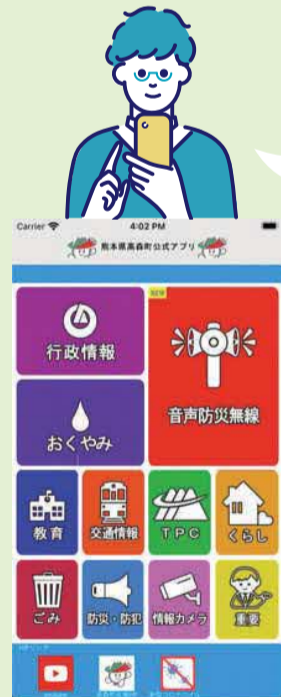 Carrier
4:02 PM
熊本県高森町公式アプリ
NEW
行政情報
音声防災無線
おくやみ
教育
交通情報
TPC
くらし
ごみ
防災・防犯
情報カメラ
重要